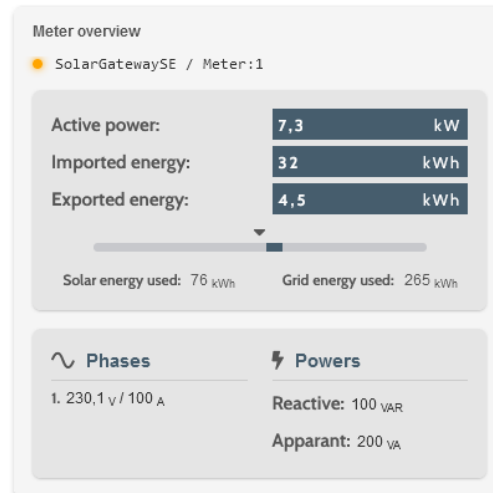 Meter overview
SolarGatewaySE / Meter:1
Active power: 7,3 kW
Imported energy: 32 kWh
Exported energy: 4,5 kWh
Solar energy used: 76 kWh Grid energy used: 265 kWh
Phases Powers
1. 230,1 V / 100 A
Reactive: 100 VAR
Apparant: 200 VA